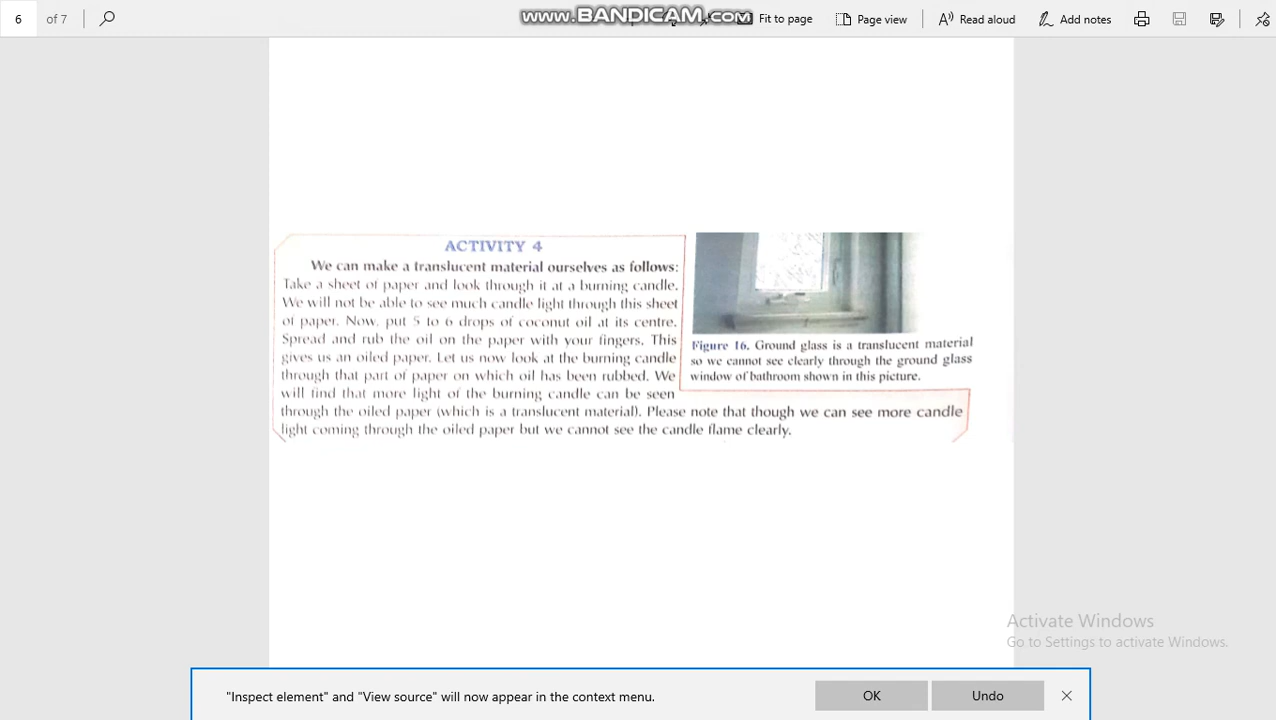 6 of 7
www.BANDICAM.com
Fit to page
Page view
Read aloud
Add notes
ACTIVITY 4
We can make a translucent material ourselves as follows:
Take a sheet of paper and look through it at a burning candle.
We will not be able to see much candle light through this sheet
of paper. Now, put 5 to 6 drops of coconut oil at its centre.
Spread and rub the oil on the paper with your fingers. This
gives us an oiled paper. Let us now look at the burning candle
through that part of paper on which oil has been rubbed. We
will find that more light of the burning candle can be seen
through the oiled paper (which is a translucent material). Please note that though we can see more candle
light coming through the oiled paper but we cannot see the candle flame clearly.
Figure 16. Ground glass is a translucent material
so we cannot see clearly through the ground glass
window of bathroom shown in this picture.
Activate Windows
Go to Settings to activate Windows.
"Inspect element" and "View source" will now appear in the context menu.
OK
Undo